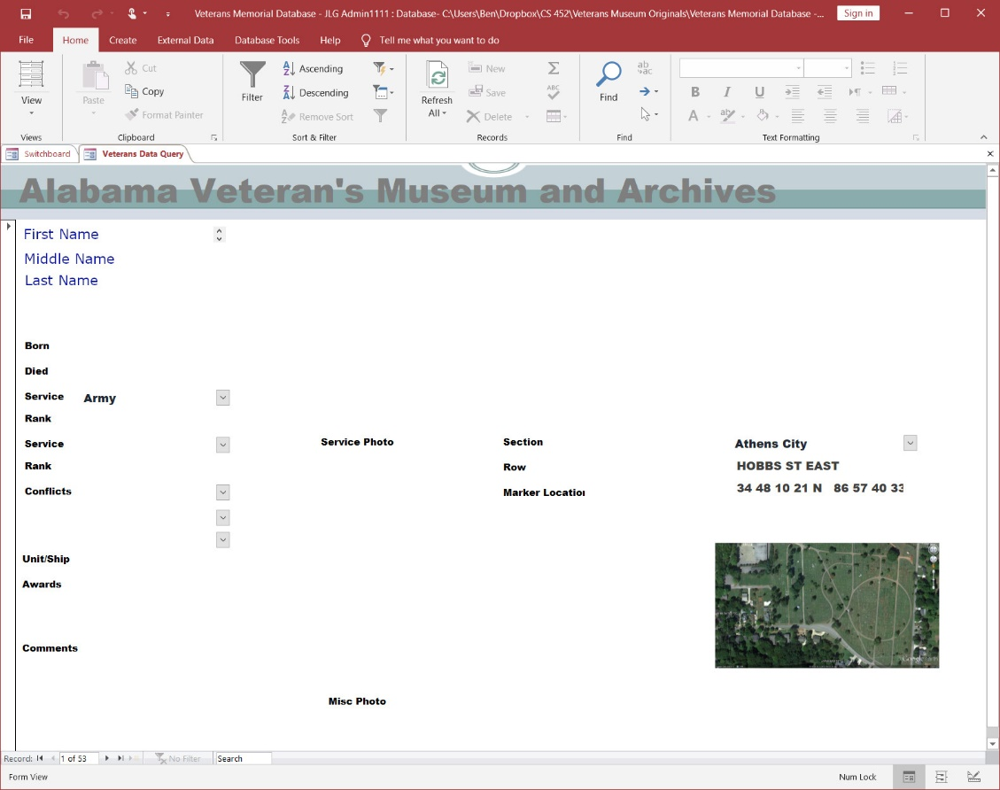 Veterans Memorial Database - JLG Admin1111 : Database- C:\Users\Ben\Dropbox\CS 452\Veterans Museum Originals\Veterans Memorial Database -...
Sign in
File Home Create External Data Database Tools Help Tell me what you want to do
View
Views
Paste
Cut
Copy
Format Painter
Clipboard
Filter
Ascending
Descending
Remove Sort
Sort & Filter
Refresh
All
New
Save
Delete
Records
Find
Find
B I U
A
Text Formatting
Switchboard Veterans Data Query
Alabama Veteran's Museum and Archives
First Name
Middle Name
Last Name
Born
Died
Service Army
Rank
Service
Rank
Conflicts
Unit/Ship
Awards
Comments
Service Photo
Misc Photo
Section
Row
Marker Location
Athens City
HOBBS ST EAST
34 48 10 21 N 86 57 40 33
Google
Record: 1 of 53 No Filter Search
Form View Num Lock